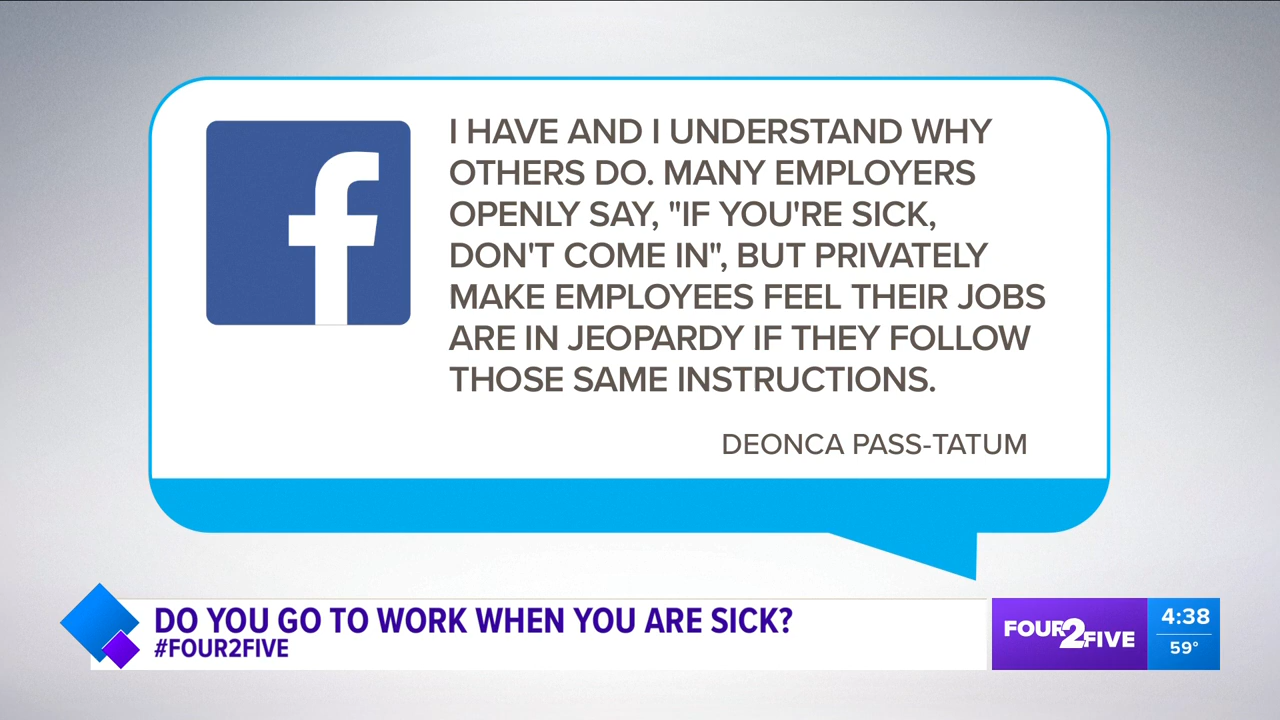 I HAVE AND I UNDERSTAND WHY
OTHERS DO. MANY EMPLOYERS
OPENLY SAY, "IF YOU'RE SICK,
DON'T COME IN", BUT PRIVATELY
MAKE EMPLOYEES FEEL THEIR JOBS
ARE IN JEOPARDY IF THEY FOLLOW
THOSE SAME INSTRUCTIONS.
DEONCA PASS-TATUM
DO YOU GO TO WORK WHEN YOU ARE SICK?
#FOUR2FIVE
FOUR2FIVE
4:38
59°